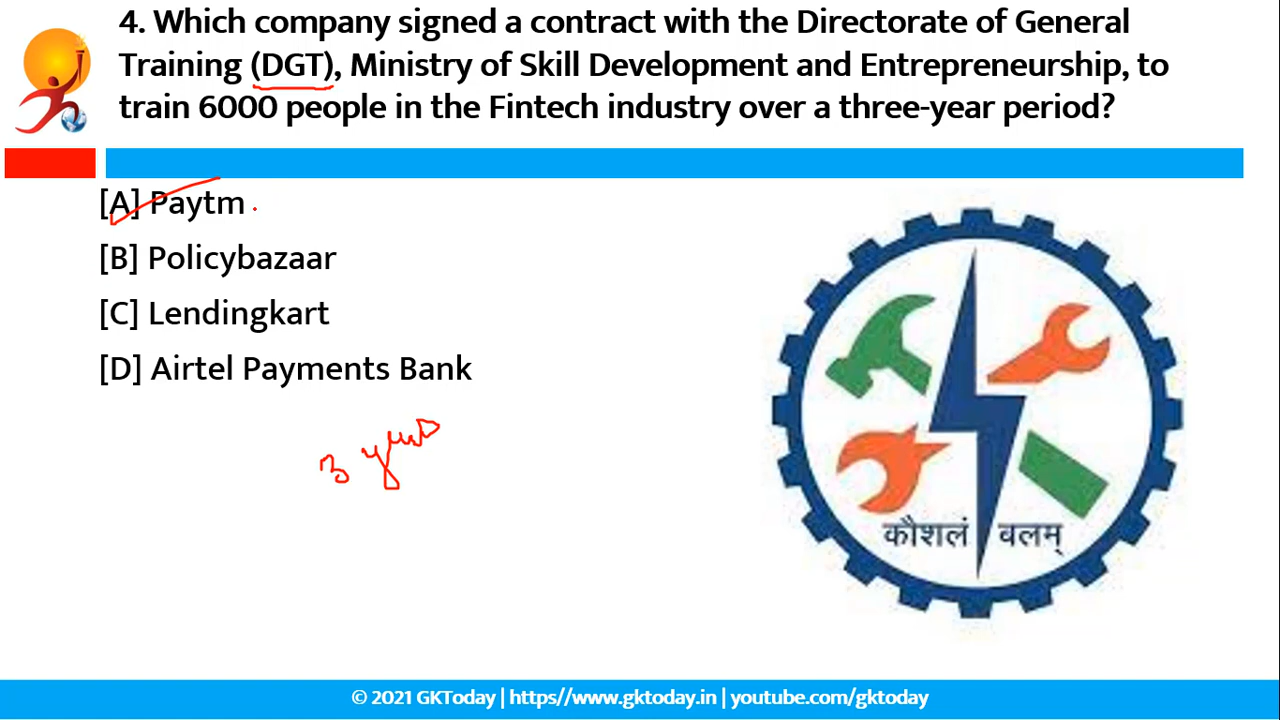 4. Which company signed a contract with the Directorate of General
Training (DGT), Ministry of Skill Development and Entrepreneurship, to
train 6000 people in the Fintech industry over a three-year period?
[A] Paytm
[B] Policybazaar
[C] Lendingkart
[D] Airtel Payments Bank
3
कौशलं बलम्
© 2021 GKToday | https//www.gktoday.in | youtube.com/gktoday